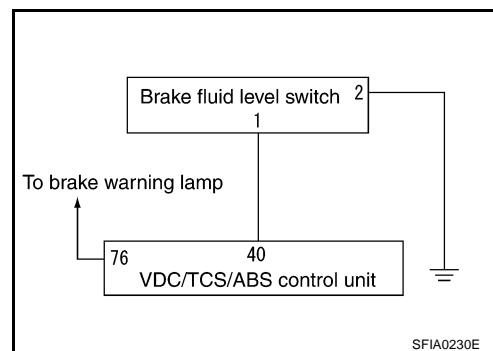 Brake fluid level switch 2
1
To brake warning lamp
76 40
VDC/TCS/ABS control unit
SFIA0230E